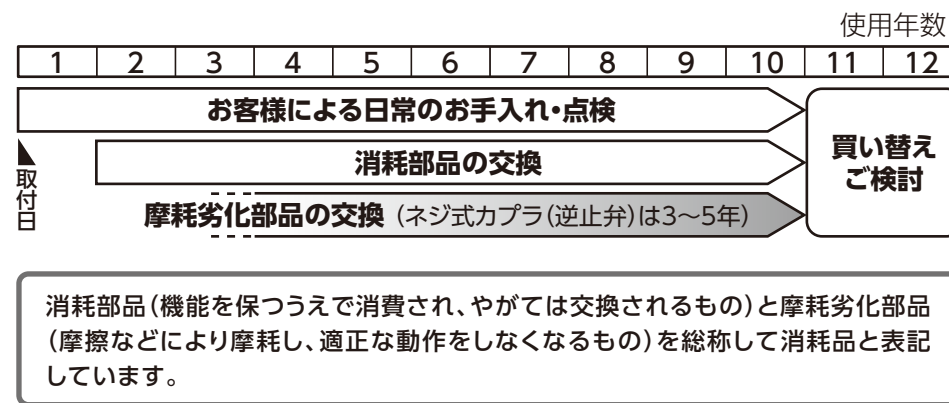 使用年数
1 2 3 4 5 6 7 8 9 10 11 12
お客様による日常のお手入れ・点検
取付日
消耗部品の交換
摩耗劣化部品の交換（ネジ式カプラ（逆止弁）は3〜5年）
買い替え
ご検討
消耗部品（機能を保つうえで消費され、やがては交換されるもの）と摩耗劣化部品
（摩擦などにより摩耗し、適正な動作をしなくなるもの）を総称して消耗品と表記
しています。